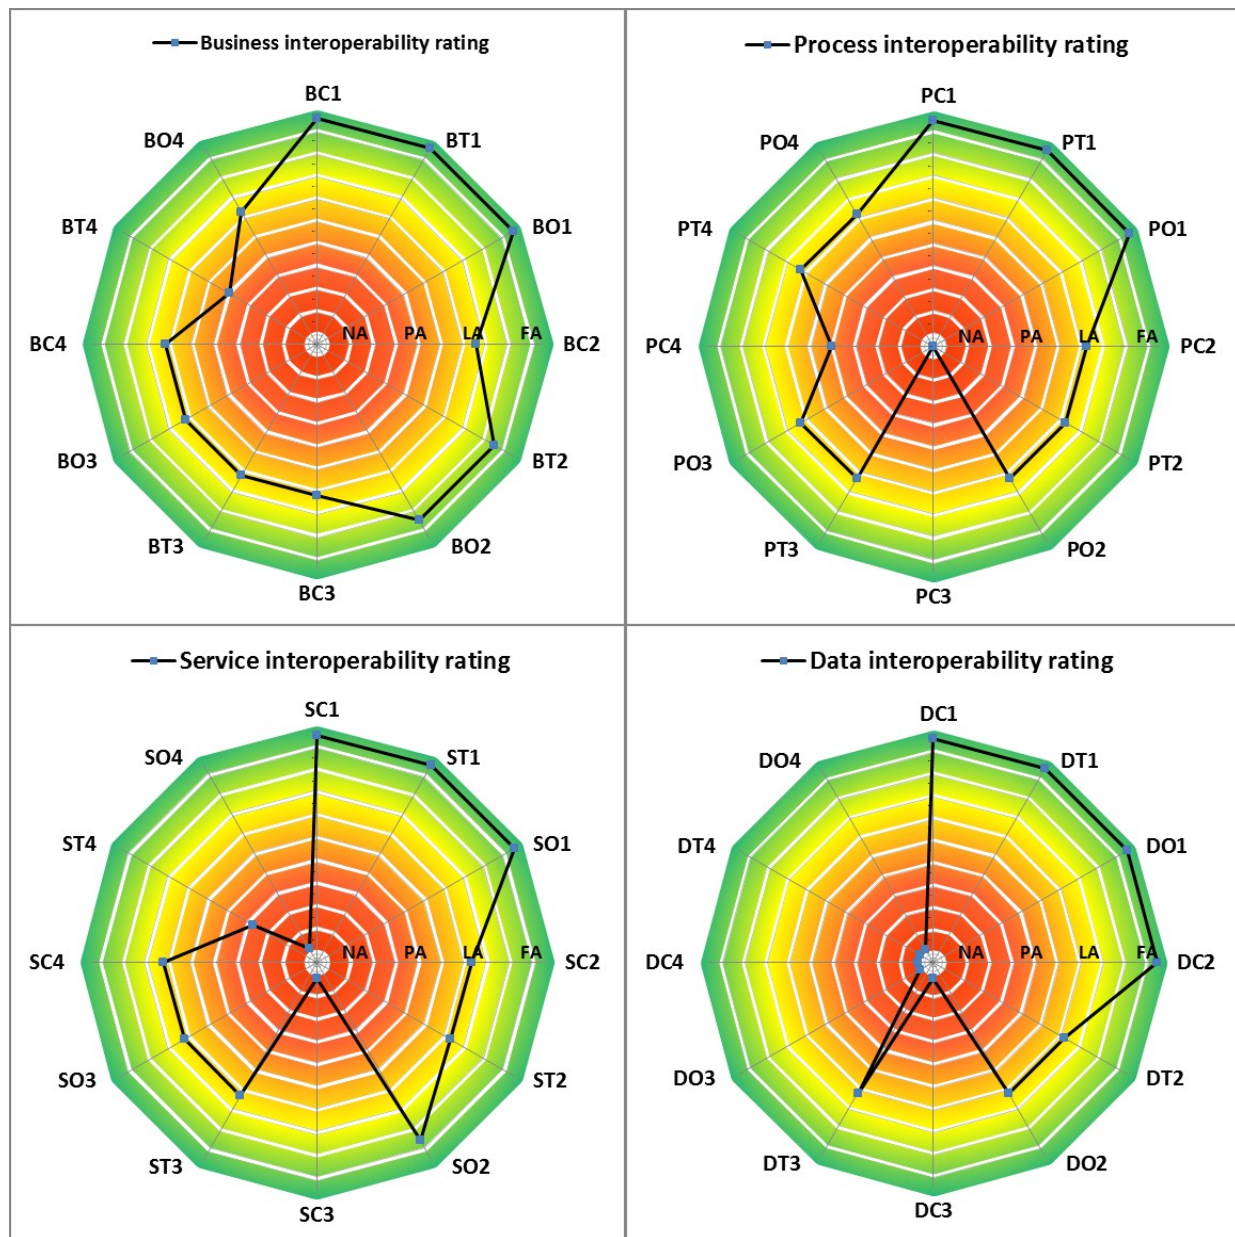 Business interoperability rating
BC1
BO4
BT1
BT4
BO1
BC4
NA
PA
LA
FA
BC2
BO3
BT2
BT3
BO2
BC3
Process interoperability rating
PC1
PO4
PT1
PT4
PO1
PC4
NA
PA
LA
FA
PC2
PO3
PT2
PT3
PO2
PC3
Service interoperability rating
SC1
SO4
ST1
ST4
SO1
SC4
NA
PA
LA
FA
SC2
SO3
ST2
ST3
SO2
SC3
Data interoperability rating
DC1
DO4
DT1
DT4
DO1
DC4
NA
PA
LA
FA
DC2
DO3
DT2
DT3
DO2
DC3